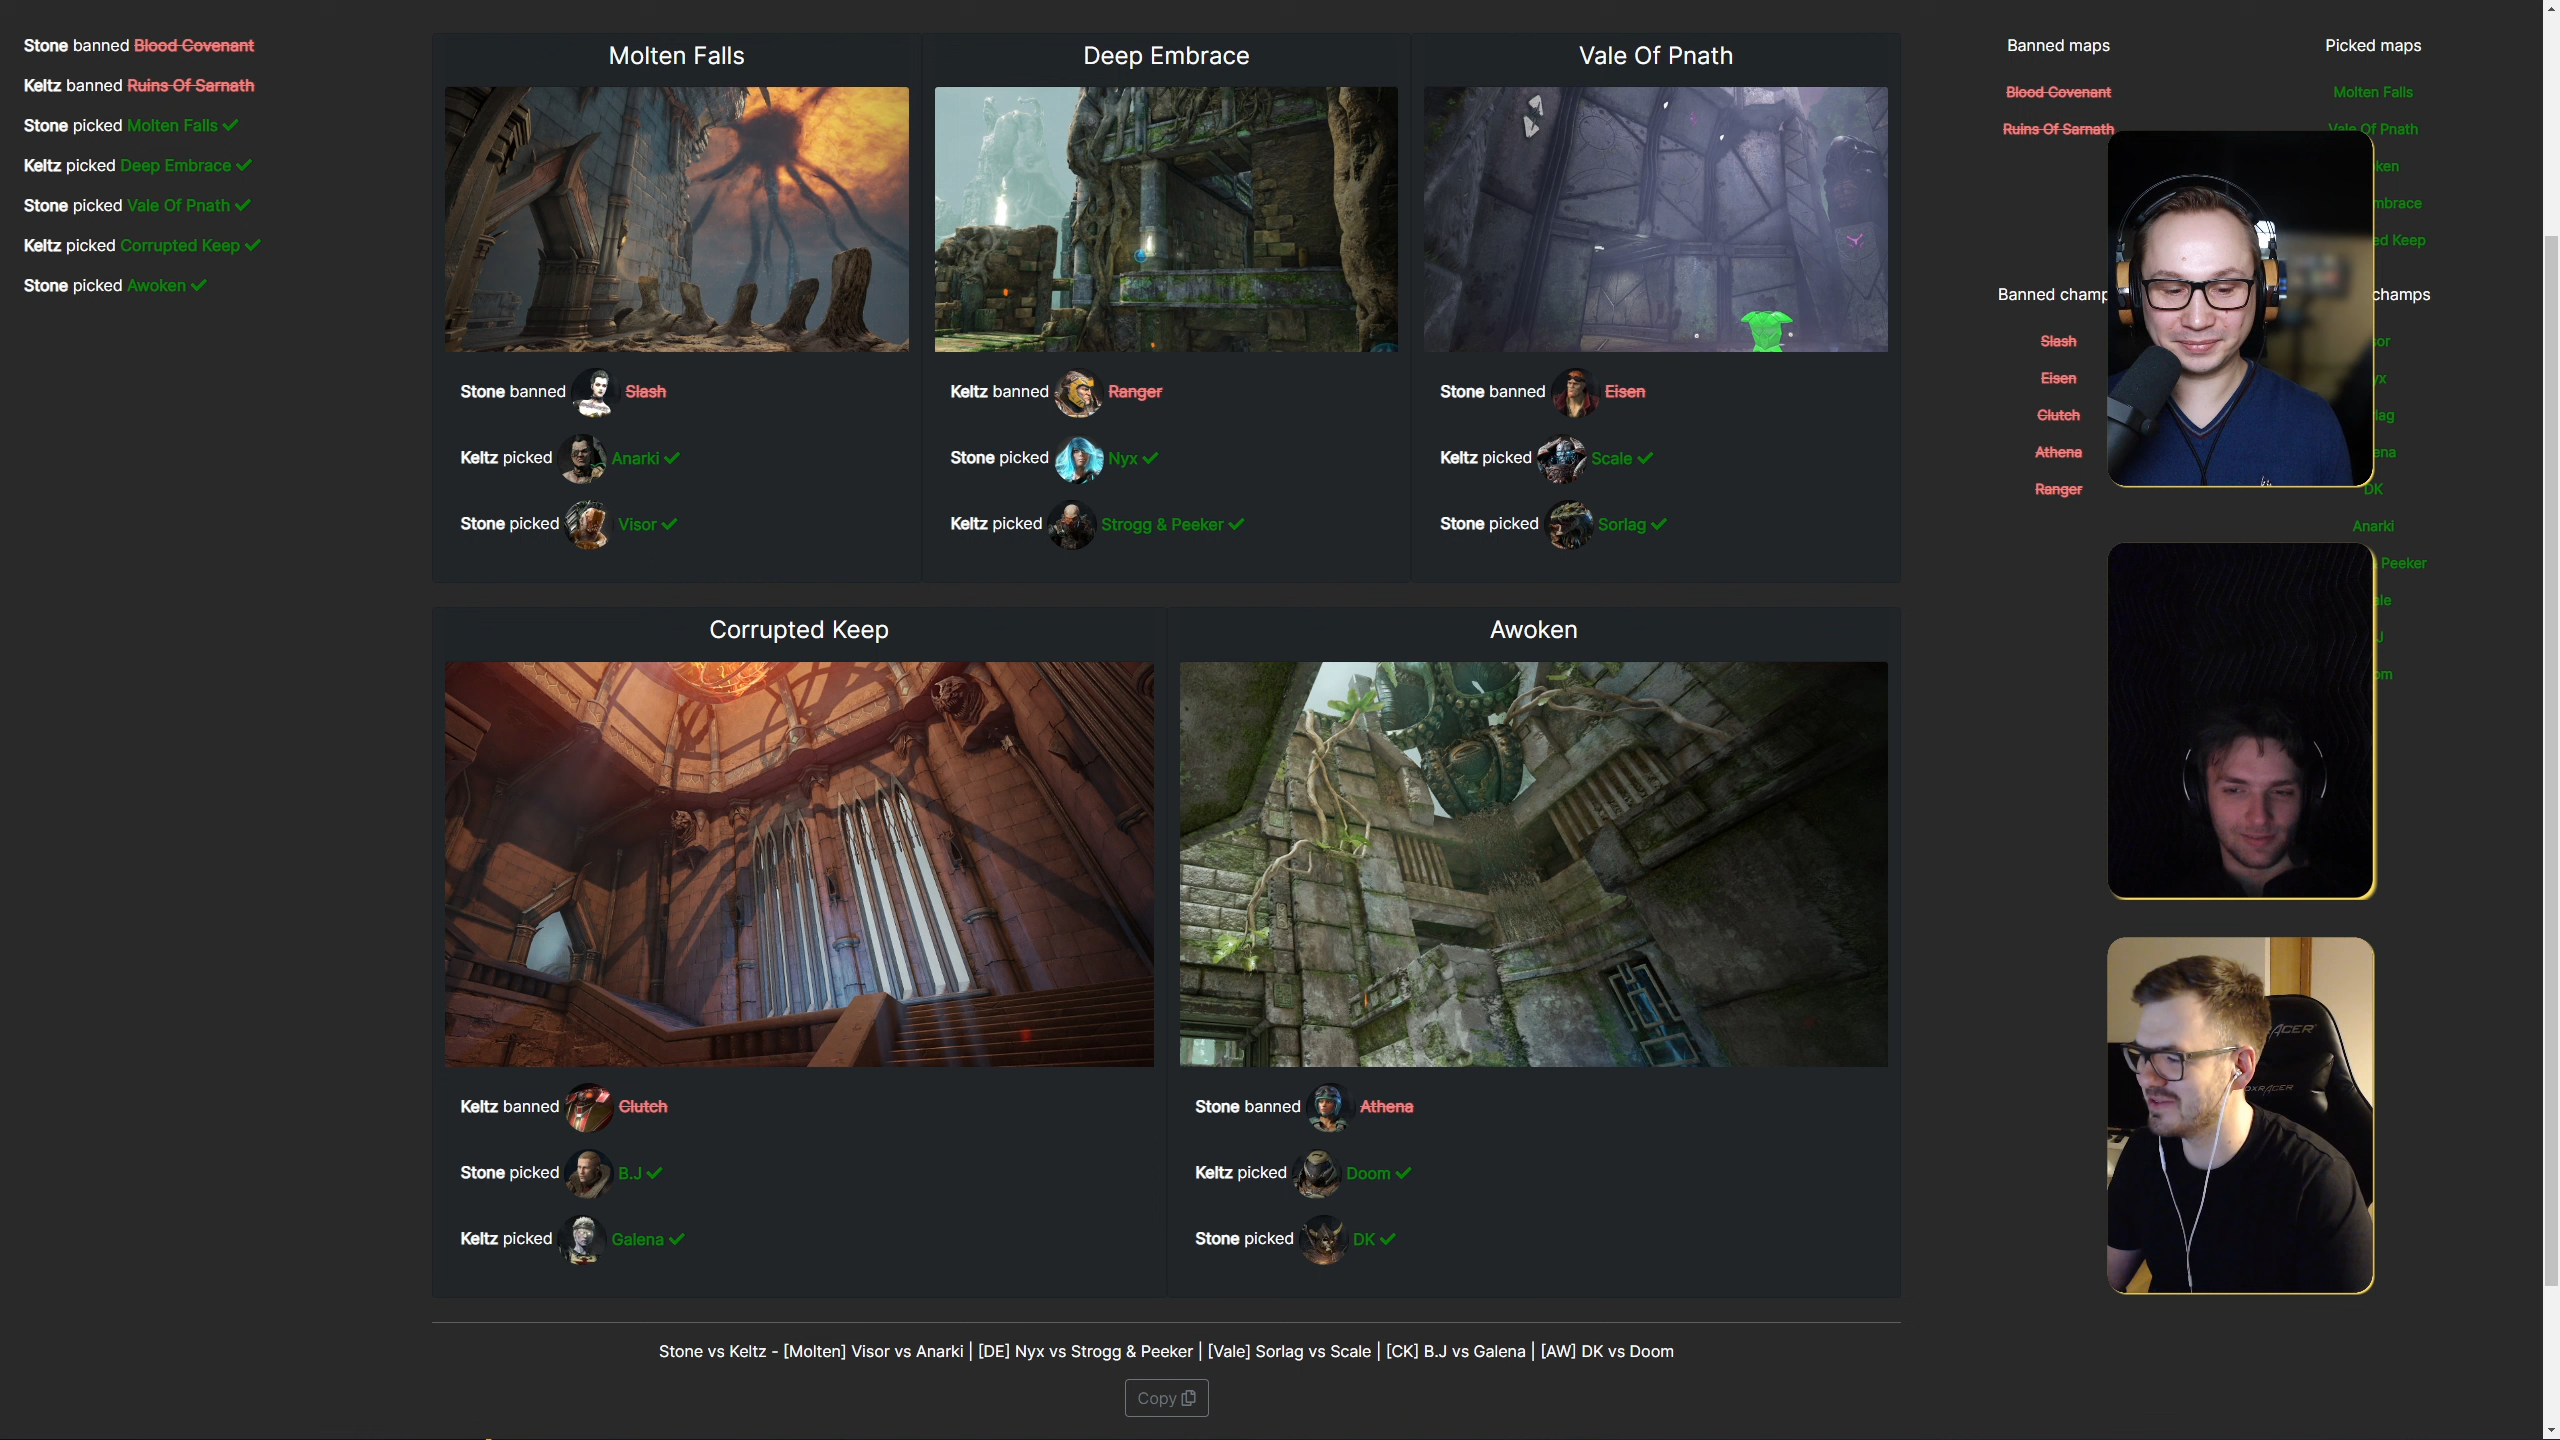 Stone banned Blood Covenant
Keltz banned Ruins Of Sarnath
Stone picked Molten Falls
Keltz picked Deep Embrace
Stone picked Vale Of Pnath
Keltz picked Corrupted Keep
Stone picked Awoken
Molten Falls
Stone banned Slash
Keltz picked Anarki
Stone picked Visor
Deep Embrace
Keltz banned Ranger
Stone picked Nyx
Keltz picked Strogg & Peeker
Vale Of Pnath
Stone banned Eisen
Keltz picked Scale
Stone picked Sorlag
Corrupted Keep
Keltz banned Clutch
Stone picked B.J
Keltz picked Galena
Awoken
Stone banned Athena
Keltz picked Doom
Stone picked DK
Stone vs Keltz - [Molten] Visor vs Anarki | [DE] Nyx vs Strogg & Peeker | [Vale] Sorlag vs Scale | [CK] B.J vs Galena | [AW] DK vs Doom
Copy
Banned maps
Blood Covenant
Ruins Of Sarnath
Picked maps
Molten Falls
Vale Of Pnath
Keep
Banned
Slash
Eisen
Clutch
Athena
Ranger
champs
DK
Anarki
Peeker